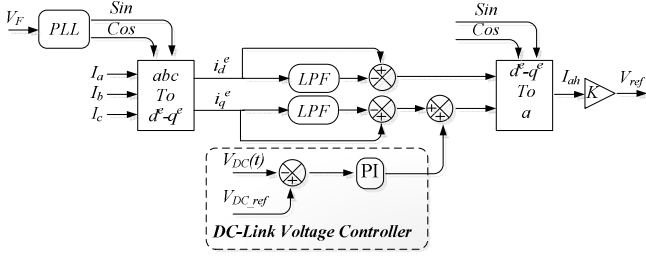 V_F
PLL
Sin
Cos
I_a
I_b
I_c
abc
To
d^e-q^e
i_d^e
i_q^e
LPF
LPF
- +
- +
+ +
Sin
Cos
d^e-q^e
To
a
I_ah
K
V_ref
V_DC(t)
- +
PI
V_DC_ref
DC-Link Voltage Controller